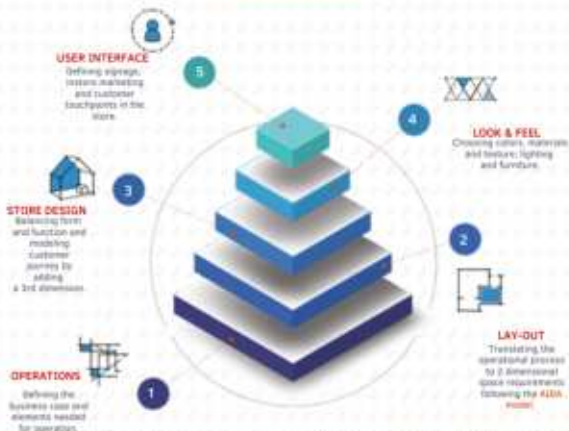 USER INTERFACE
Defining signage,
instore marketing
and customer
touchpoints in the
store.
5
4
LOOK & FEEL
Choosing colors, materials
and texture, lighting
and furniture.
3
STORE DESIGN
Balancing form
and function and
modeling
customer
journey by
adding
a 3rd dimension.
2
LAY-OUT
Translating the
operational process
to 2 dimensional
space requirements
following the AIDA
model.
OPERATIONS
Defining the
business case and
elements needed
for operation.
1